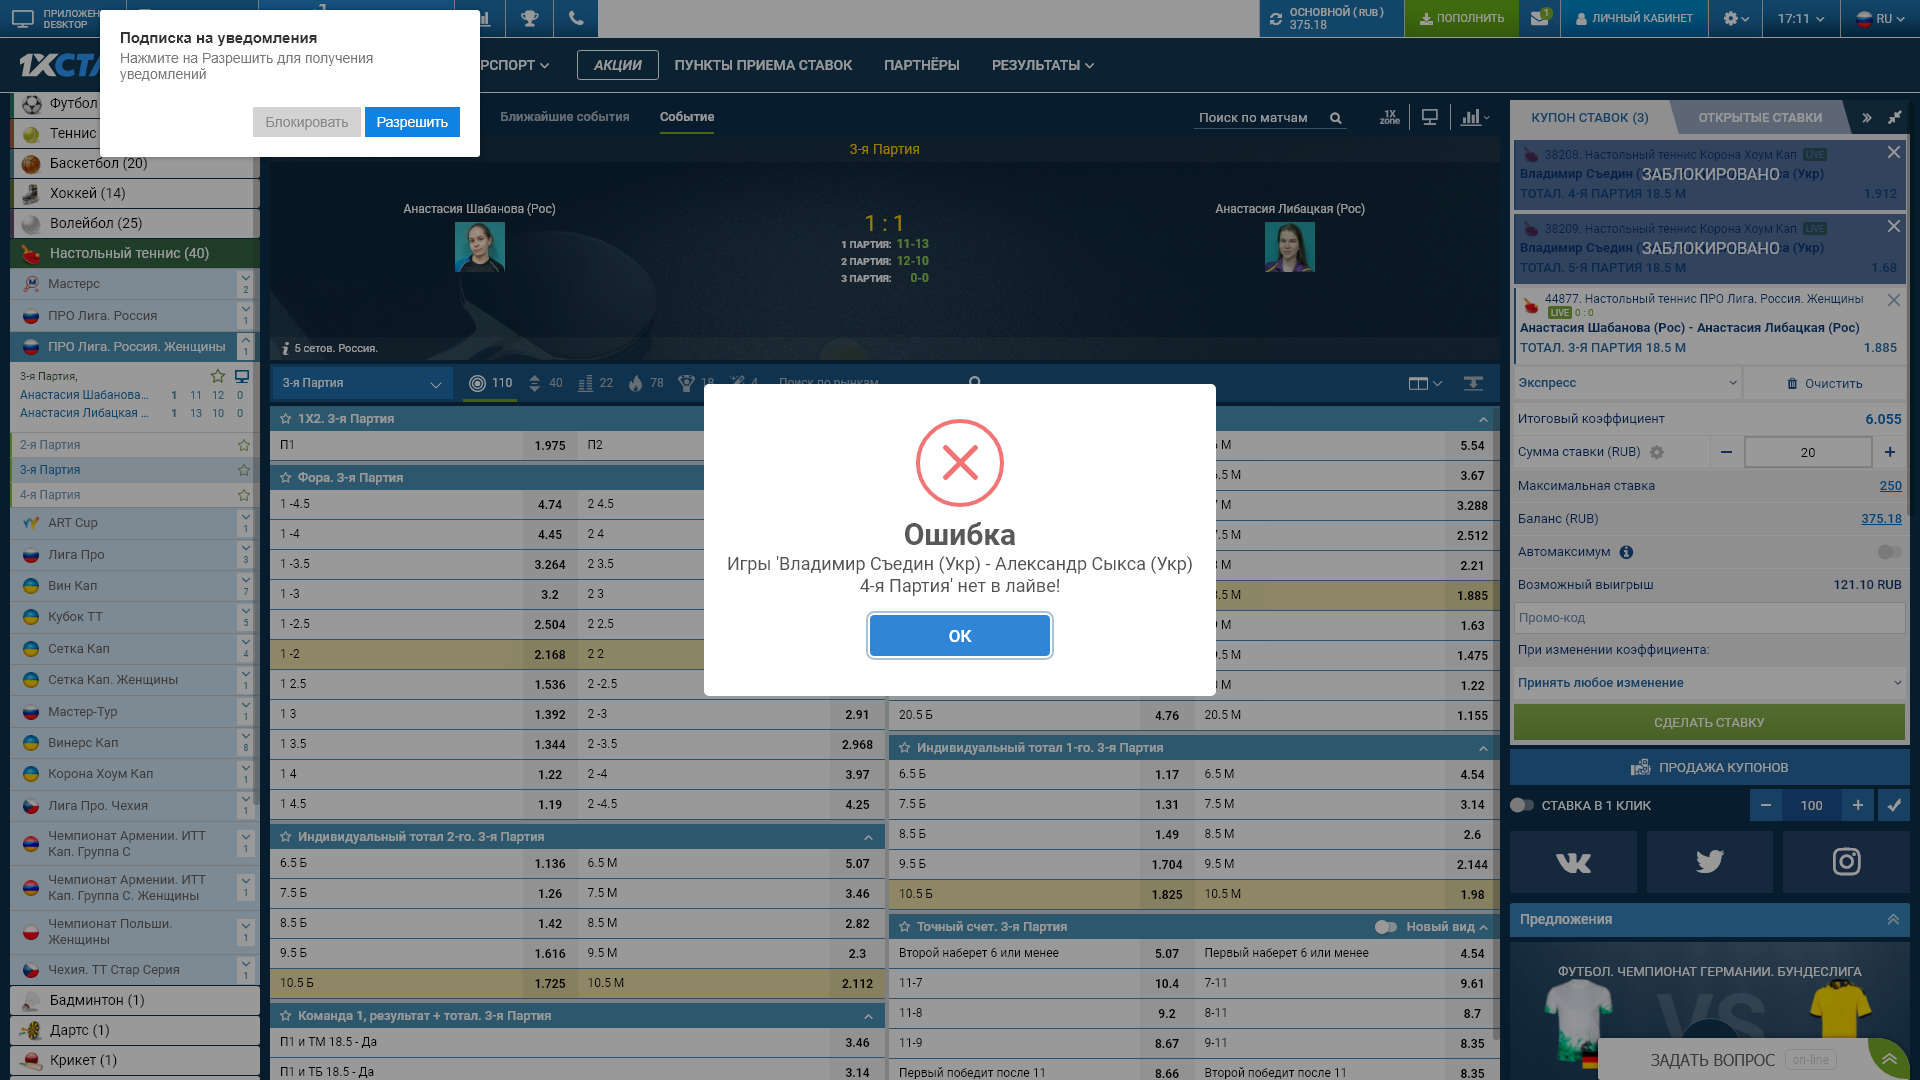 ПРИЛОЖЕН
DESKTOP
ОСНОВНОЙ ( RUB )
375.18
ПОПОЛНИТЬ
1
ЛИЧНЫЙ КАБИНЕТ
17:11
RU
Подписка на уведомления
Нажмите на Разрешить для получения
уведомлений
Блокировать
Разрешить
1XСТА
РСПОРТ
АКЦИИ
ПУНКТЫ ПРИЕМА СТАВОК
ПАРТНЁРЫ
РЕЗУЛЬТАТЫ
Футбол
Теннис
Баскетбол (20)
Хоккей (14)
Волейбол (25)
Настольный теннис (40)
Мастерс
2
ПРО Лига. Россия
1
ПРО Лига. Россия. Женщины
1
3-я Партия,
Анастасия Шабанова... 1 11 12 0
Анастасия Либацкая ... 1 13 10 0
2-я Партия
3-я Партия
4-я Партия
ART Cup
1
Лига Про
3
Вин Кап
7
Кубок ТТ
5
Сетка Кап
4
Сетка Кап. Женщины
1
Мастер-Тур
1
Винерс Кап
8
Корона Хоум Кап
1
Лига Про. Чехия
1
Чемпионат Армении. ИТТ
Кап. Группа С
1
Чемпионат Армении. ИТТ
Кап. Группа С. Женщины
1
Чемпионат Польши.
Женщины
1
Чехия. ТТ Стар Серия
1
Бадминтон (1)
Дартс (1)
Крикет (1)
Ближайшие события
Событие
Поиск по матчам
1X
zone
3-я Партия
Анастасия Шабанова (Рос)
1 : 1
1 ПАРТИЯ: 11-13
2 ПАРТИЯ: 12-10
3 ПАРТИЯ: 0-0
Анастасия Либацкая (Рос)
5 сетов. Россия.
3-я Партия
110
40
22
78
18
4
Поиск по рынкам
1X2. 3-я Партия
П1 1.975 П2
Фора. 3-я Партия
1 -4.5 4.74 2 4.5
1 -4 4.45 2 4
1 -3.5 3.264 2 3.5
1 -3 3.2 2 3
1 -2.5 2.504 2 2.5
1 -2 2.168 2 2
1 2.5 1.536 2 -2.5
1 3 1.392 2 -3 2.91
1 3.5 1.344 2 -3.5 2.968
1 4 1.22 2 -4 3.97
1 4.5 1.19 2 -4.5 4.25
Индивидуальный тотал 2-го. 3-я Партия
6.5 Б 1.136 6.5 М 5.07
7.5 Б 1.26 7.5 М 3.46
8.5 Б 1.42 8.5 М 2.82
9.5 Б 1.616 9.5 М 2.3
10.5 Б 1.725 10.5 М 2.112
Команда 1, результат + тотал. 3-я Партия
П1 и ТМ 18.5 - Да 3.46
П1 и ТБ 18.5 - Да 3.14
М 5.54
.5 М 3.67
М 3.288
.5 М 2.512
М 2.21
.5 М 1.885
М 1.63
.5 М 1.475
М 1.22
20.5 Б 4.76 20.5 М 1.155
Индивидуальный тотал 1-го. 3-я Партия
6.5 Б 1.17 6.5 М 4.54
7.5 Б 1.31 7.5 М 3.14
8.5 Б 1.49 8.5 М 2.6
9.5 Б 1.704 9.5 М 2.144
10.5 Б 1.825 10.5 М 1.98
Точный счет. 3-я Партия
Новый вид
Второй наберет 6 или менее 5.07 Первый наберет 6 или менее 4.54
11-7 10.4 7-11 9.61
11-8 9.2 8-11 8.7
11-9 8.67 9-11 8.35
Первый победит после 11 8.66 Второй победит после 11 8.35
Ошибка
Игры 'Владимир Съедин (Укр) - Александр Сыкса (Укр)
4-я Партия' нет в лайве!
ОК
КУПОН СТАВОК (3)
ОТКРЫТЫЕ СТАВКИ
38208. Настольный теннис Корона Хоум Кап LIVE
Владимир Съедин (Укр)
ЗАБЛОКИРОВАНО
ТОТАЛ. 4-Я ПАРТИЯ 18.5 М 1.912
38209. Настольный теннис Корона Хоум Кап LIVE
Владимир Съедин (Укр)
ЗАБЛОКИРОВАНО
ТОТАЛ. 5-Я ПАРТИЯ 18.5 М 1.68
44877. Настольный теннис ПРО Лига. Россия. Женщины
LIVE 0 : 0
Анастасия Шабанова (Рос) - Анастасия Либацкая (Рос)
ТОТАЛ. 3-Я ПАРТИЯ 18.5 М 1.885
Экспресс
Очистить
Итоговый коэффициент 6.055
Сумма ставки (RUB) 20
Максимальная ставка 250
Баланс (RUB) 375.18
Автомаксимум
Возможный выигрыш 121.10 RUB
Промо-код
При изменении коэффициента:
Принять любое изменение
СДЕЛАТЬ СТАВКУ
ПРОДАЖА КУПОНОВ
СТАВКА В 1 КЛИК
100
Предложения
ФУТБОЛ. ЧЕМПИОНАТ ГЕРМАНИИ. БУНДЕСЛИГА
VS
ЗАДАТЬ ВОПРОС
on-line